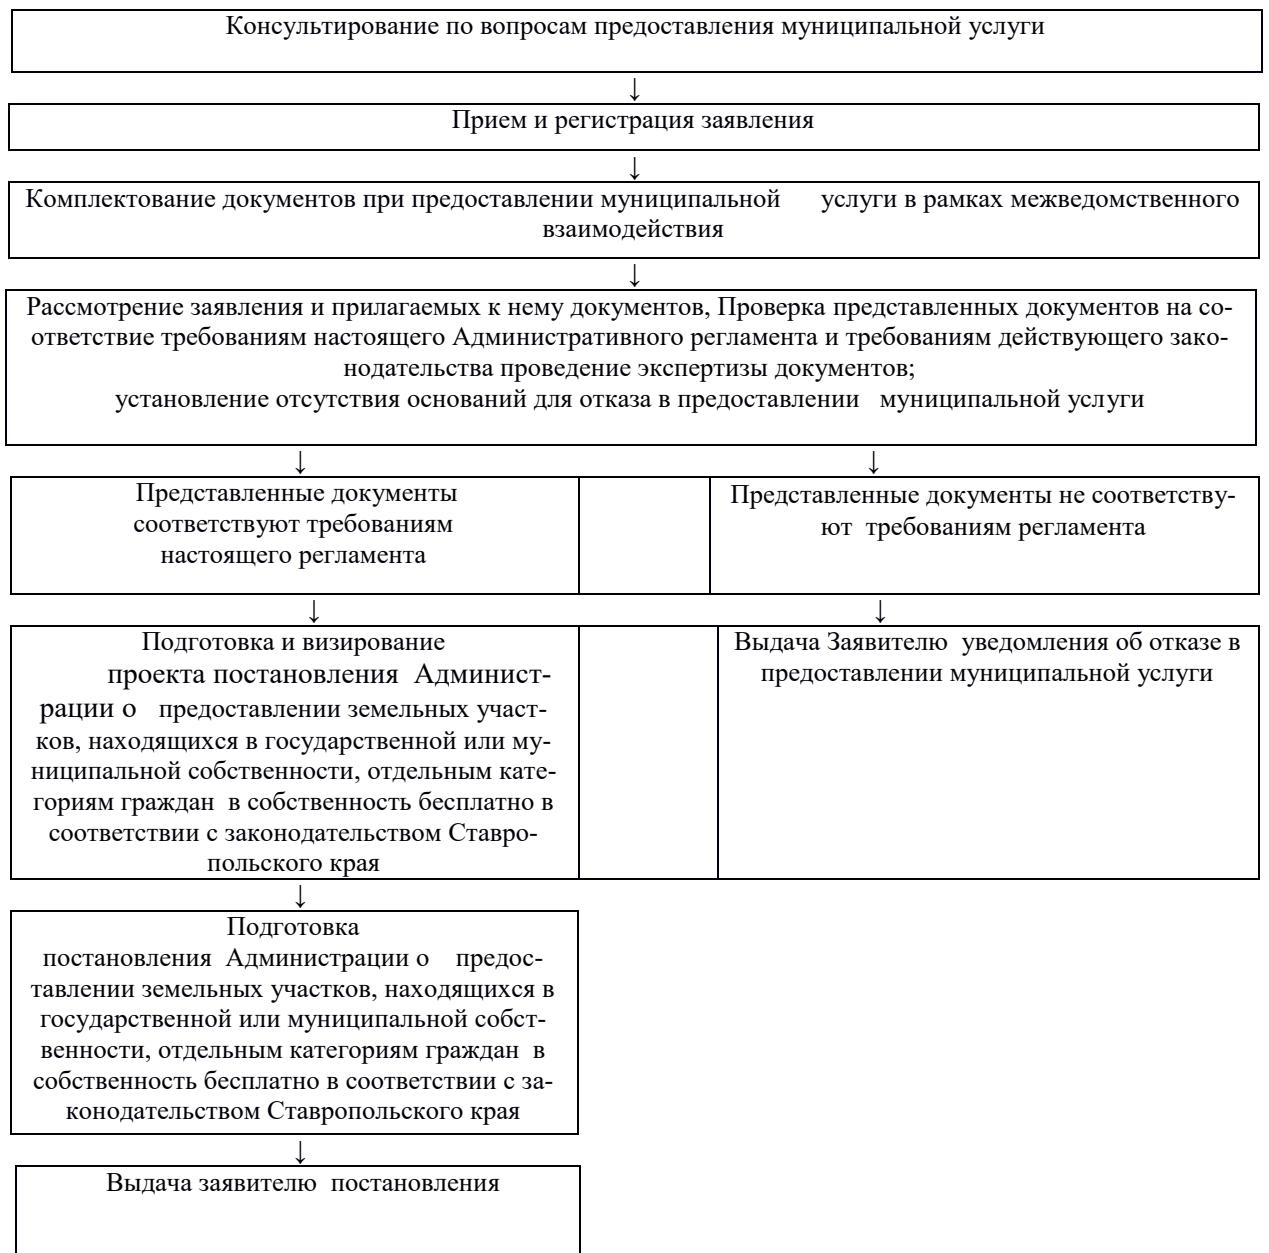 Консультирование по вопросам предоставления муниципальной услуги
↓
Прием и регистрация заявления
↓
Комплектование документов при предоставлении муниципальной услуги в рамках межведомственного
взаимодействия
↓
Рассмотрение заявления и прилагаемых к нему документов, Проверка представленных документов на со-
ответствие требованиям настоящего Административного регламента и требованиям действующего зако-
нодательства проведение экспертизы документов;
установление отсутствия оснований для отказа в предоставлении муниципальной услуги
↓ ↓
Представленные документы
соответствуют требованиям
настоящего регламента
Представленные документы не соответству-
ют требованиям регламента
↓ ↓
Подготовка и визирование
проекта постановления Админист-
рации о предоставлении земельных участ-
ков, находящихся в государственной или му-
ниципальной собственности, отдельным кате-
гориям граждан в собственность бесплатно в
соответствии с законодательством Ставро-
польского края
Выдача Заявителю уведомления об отказе в
предоставлении муниципальной услуги
↓
Подготовка
постановления Администрации о предос-
тавлении земельных участков, находящихся в
государственной или муниципальной собст-
венности, отдельным категориям граждан в
собственность бесплатно в соответствии с за-
конодательством Ставропольского края
↓
Выдача заявителю постановления